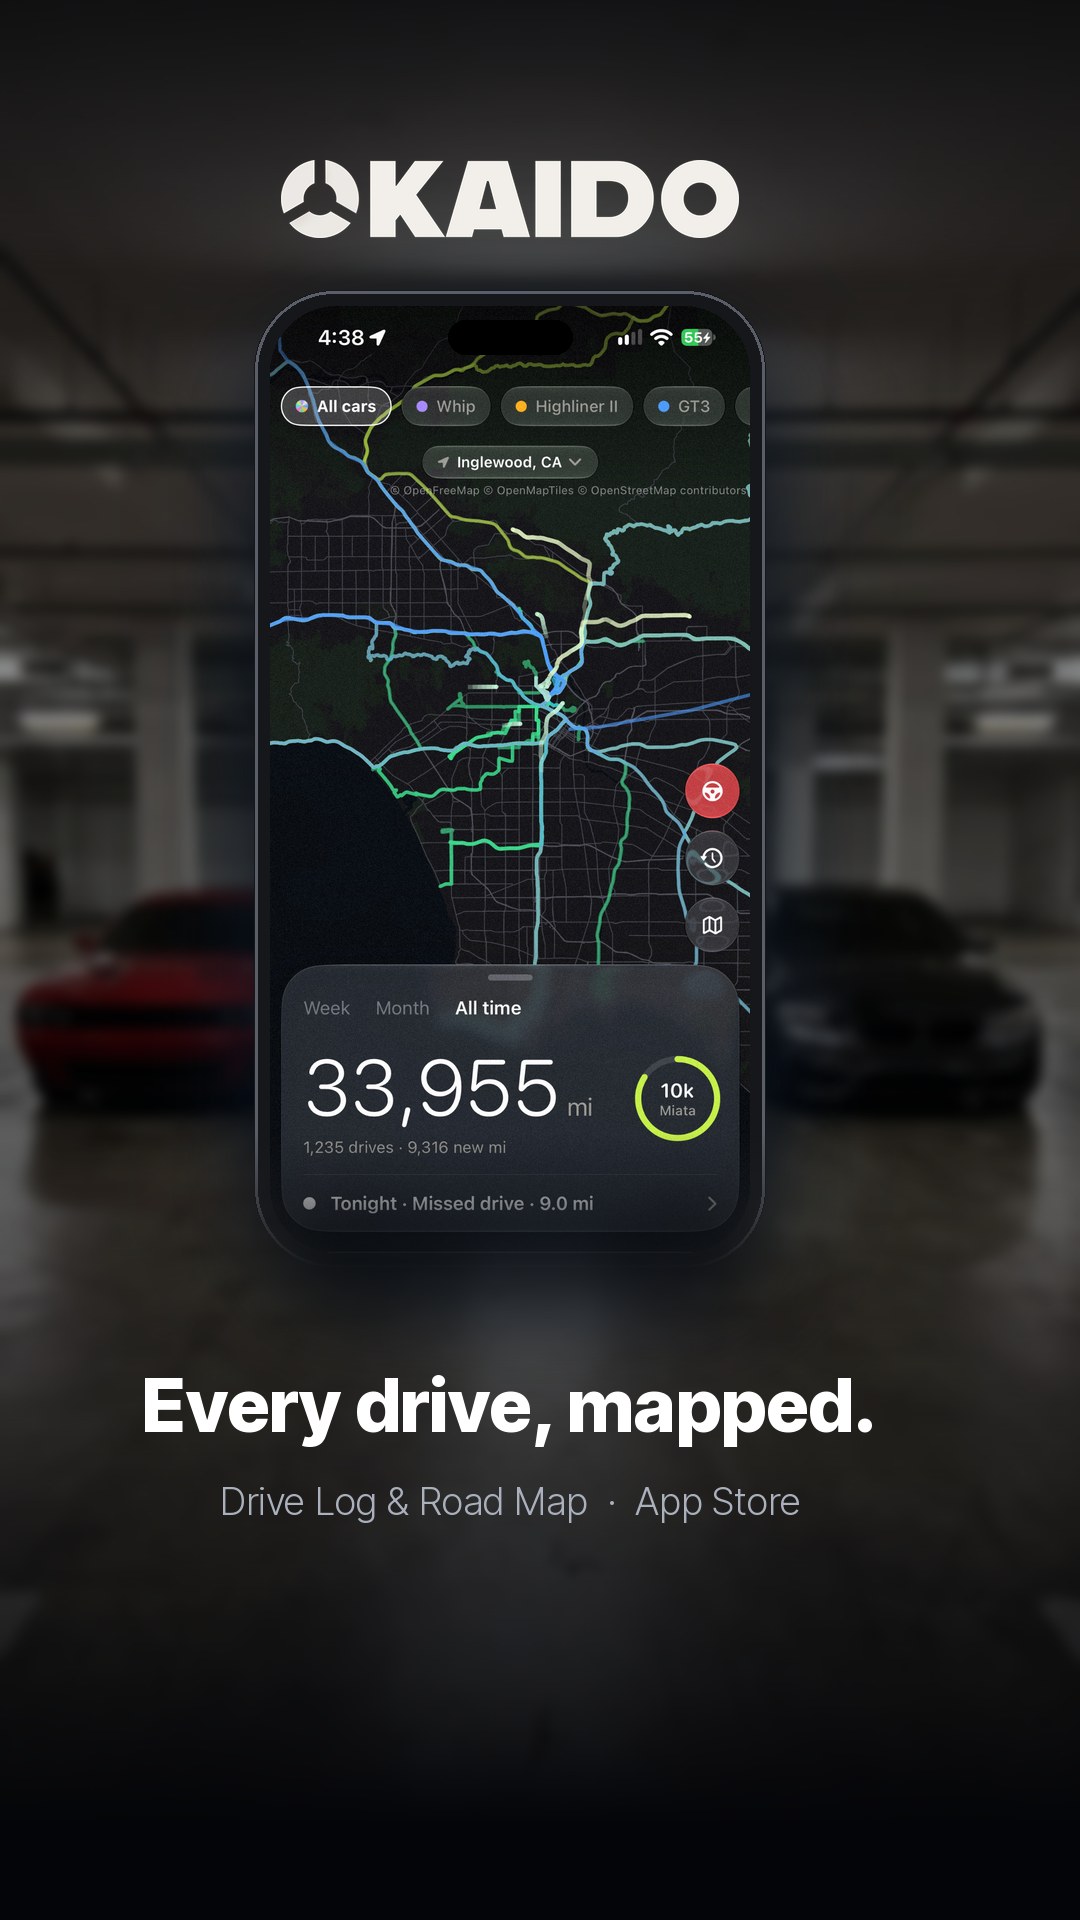 KAIDO
4:38
55
All cars
Whip
Highliner II
GT3
Inglewood, CA
© OpenFreeMap © OpenMapTiles © OpenStreetMap contributors
Week
Month
All time
33,955 mi
10k
Miata
1,235 drives · 9,316 new mi
Tonight · Missed drive · 9.0 mi
Every drive, mapped.
Drive Log & Road Map · App Store